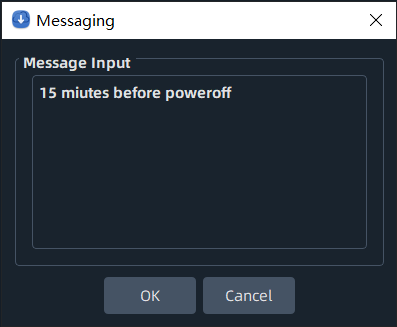 Messaging
Message Input
15 miutes before poweroff
OK
Cancel